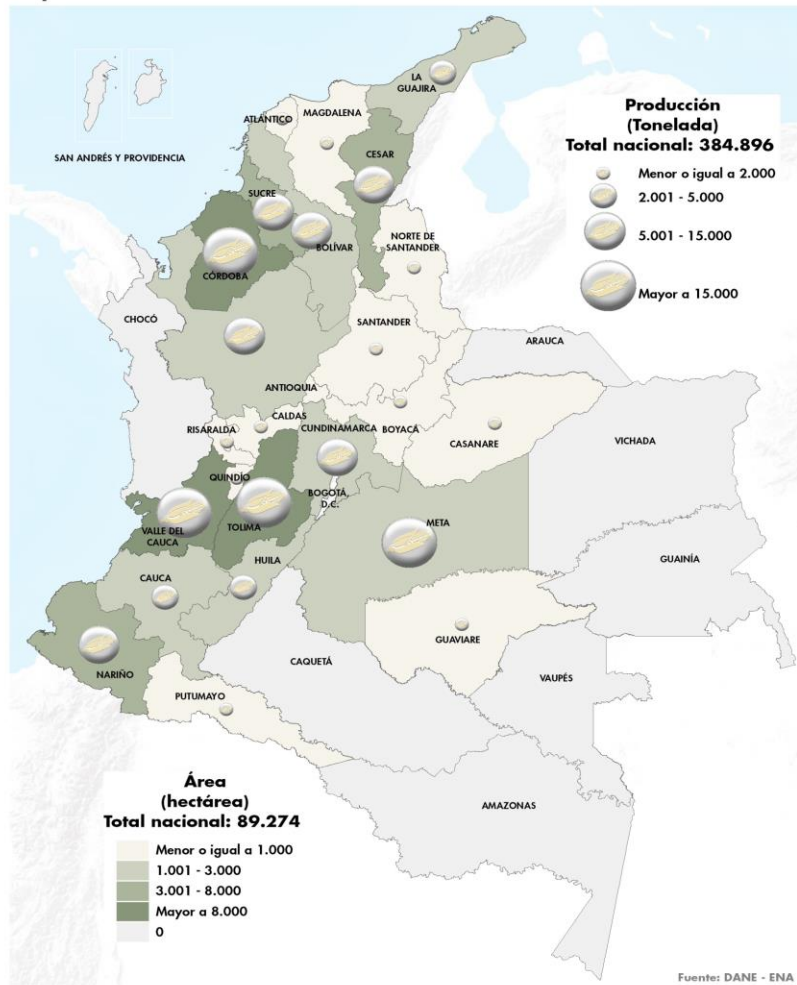 LA
GUAJIRA
ATLÁNTICO
MAGDALENA
SAN ANDRÉS Y PROVIDENCIA
CESAR
SUCRE
BOLÍVAR
CÓRDOBA
NORTE DE
SANTANDER
CHOCÓ
SANTANDER
ARAUCA
ANTIOQUIA
CALDAS
RISARALDA
CUNDINAMARCA
BOYACÁ
CASANARE
VICHADA
QUINDÍO
BOGOTÁ,
D.C.
VALLE DEL
CAUCA
TOLIMA
META
HUILA
GUAINÍA
CAUCA
GUAVIARE
NARIÑO
CAQUETÁ
VAUPÉS
PUTUMAYO
AMAZONAS
Producción
(Tonelada)
Total nacional: 384.896
Menor o igual a 2.000
2.001 - 5.000
5.001 - 15.000
Mayor a 15.000
Área
(hectárea)
Total nacional: 89.274
Menor o igual a 1.000
1.001 - 3.000
3.001 - 8.000
Mayor a 8.000
0
Fuente: DANE - ENA